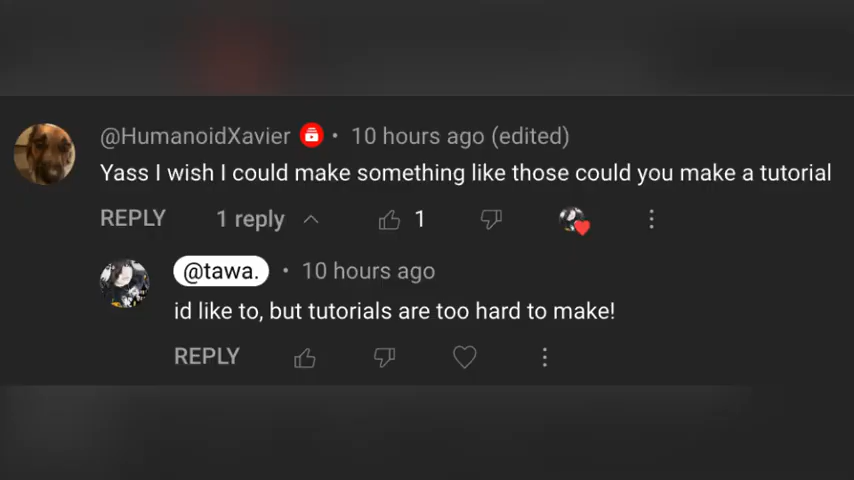 @HumanoidXavier • 10 hours ago (edited)
Yass I wish I could make something like those could you make a tutorial
REPLY 1 reply 1
@tawa. • 10 hours ago
id like to, but tutorials are too hard to make!
REPLY